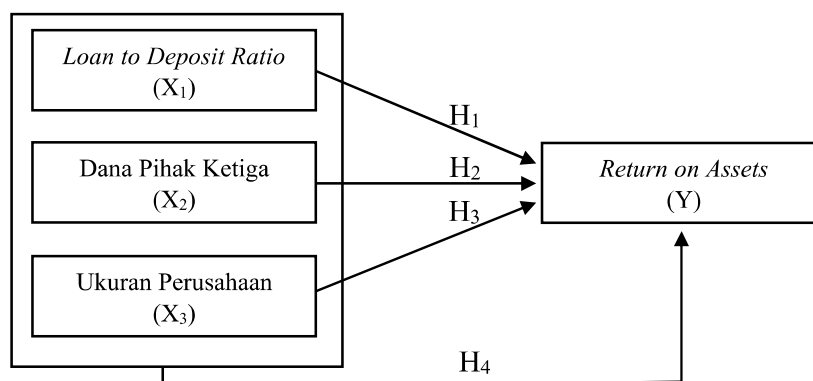 Loan to Deposit Ratio
(X₁)
H₁
Dana Pihak Ketiga
(X₂)
H₂
Return on Assets
(Y)
H₃
Ukuran Perusahaan
(X₃)
H₄